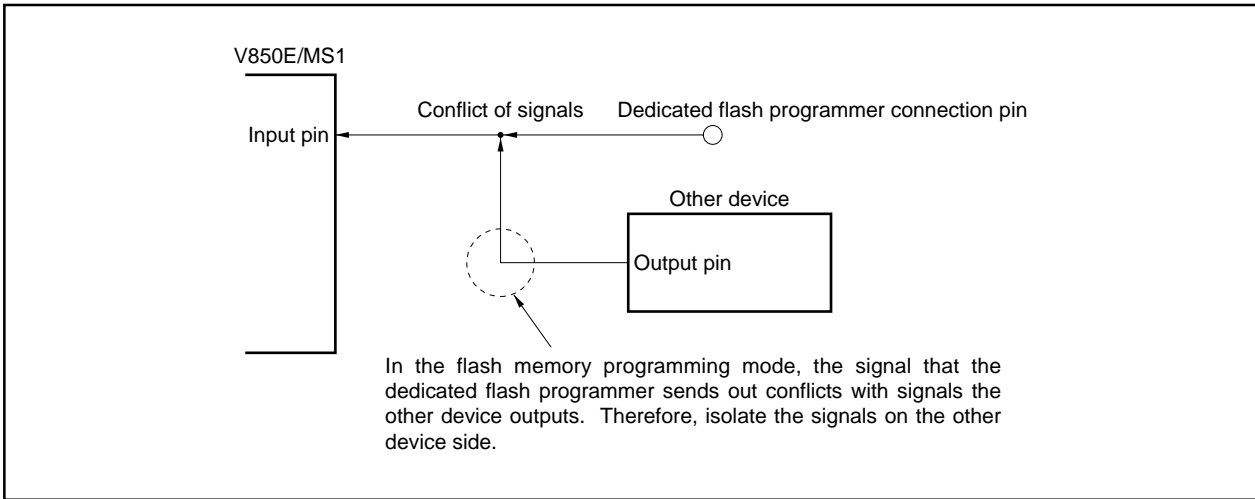 V850E/MS1
Conflict of signals
Dedicated flash programmer connection pin
Input pin
Other device
Output pin
In the flash memory programming mode, the signal that the
dedicated flash programmer sends out conflicts with signals the
other device outputs. Therefore, isolate the signals on the other
device side.